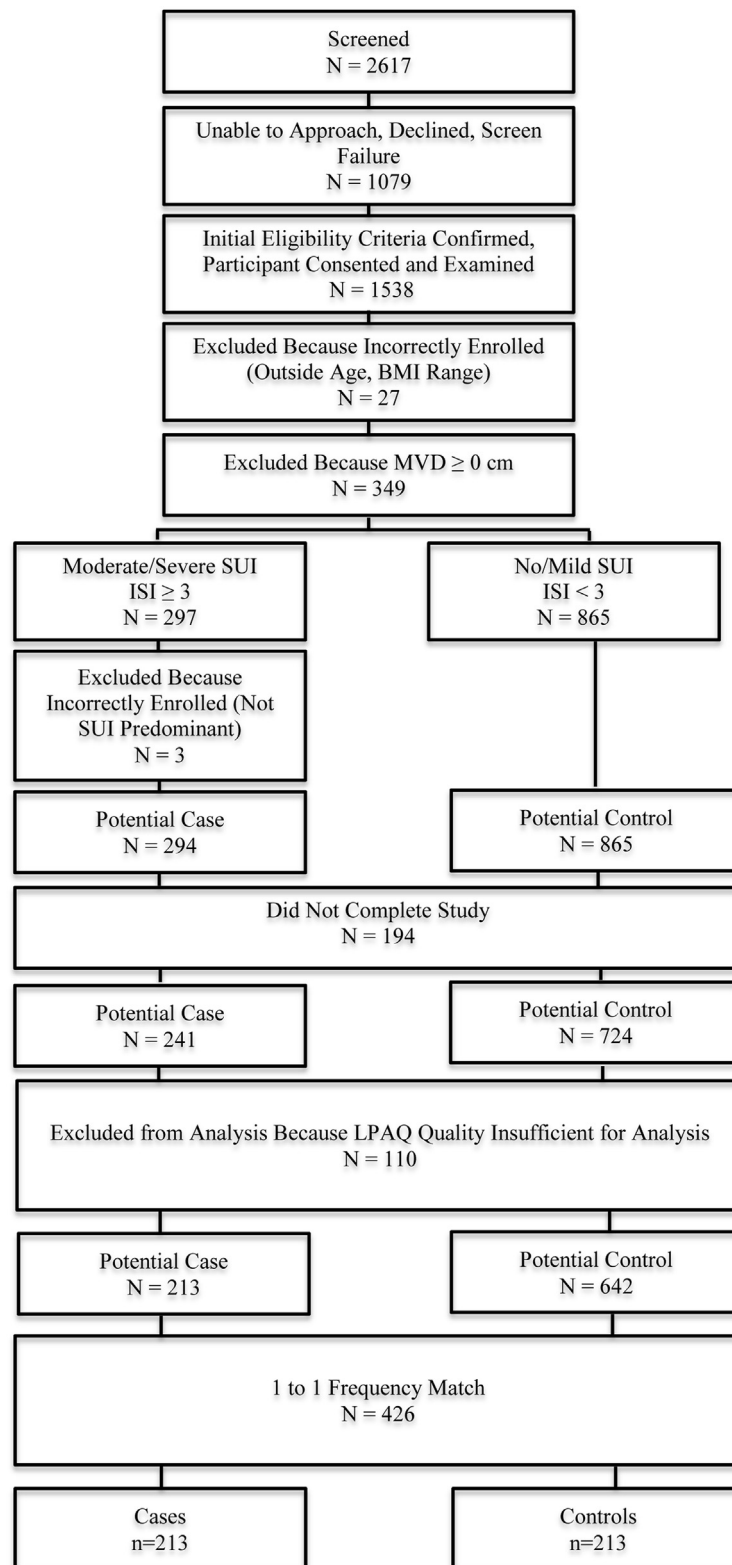 Screened
N = 2617
Unable to Approach, Declined, Screen
Failure
N = 1079
Initial Eligibility Criteria Confirmed,
Participant Consented and Examined
N = 1538
Excluded Because Incorrectly Enrolled
(Outside Age, BMI Range)
N = 27
Excluded Because MVD ≥ 0 cm
N = 349
Moderate/Severe SUI
ISI ≥ 3
N = 297
No/Mild SUI
ISI < 3
N = 865
Excluded Because
Incorrectly Enrolled (Not
SUI Predominant)
N = 3
Potential Case
N = 294
Potential Control
N = 865
Did Not Complete Study
N = 194
Potential Case
N = 241
Potential Control
N = 724
Excluded from Analysis Because LPAQ Quality Insufficient for Analysis
N = 110
Potential Case
N = 213
Potential Control
N = 642
1 to 1 Frequency Match
N = 426
Cases
n=213
Controls
n=213